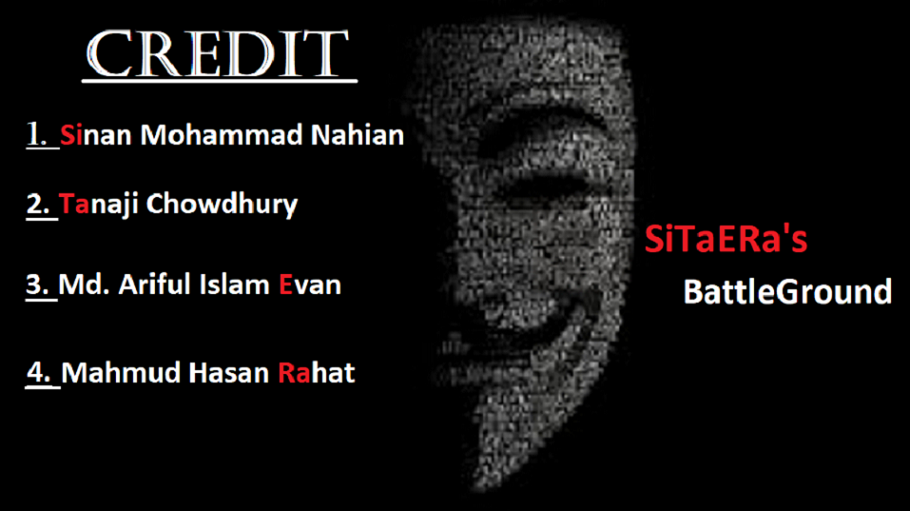 CREDIT
1. Sinan Mohammad Nahian
2. Tanaji Chowdhury
3. Md. Ariful Islam Evan
4. Mahmud Hasan Rahat
SiTaERa's
BattleGround